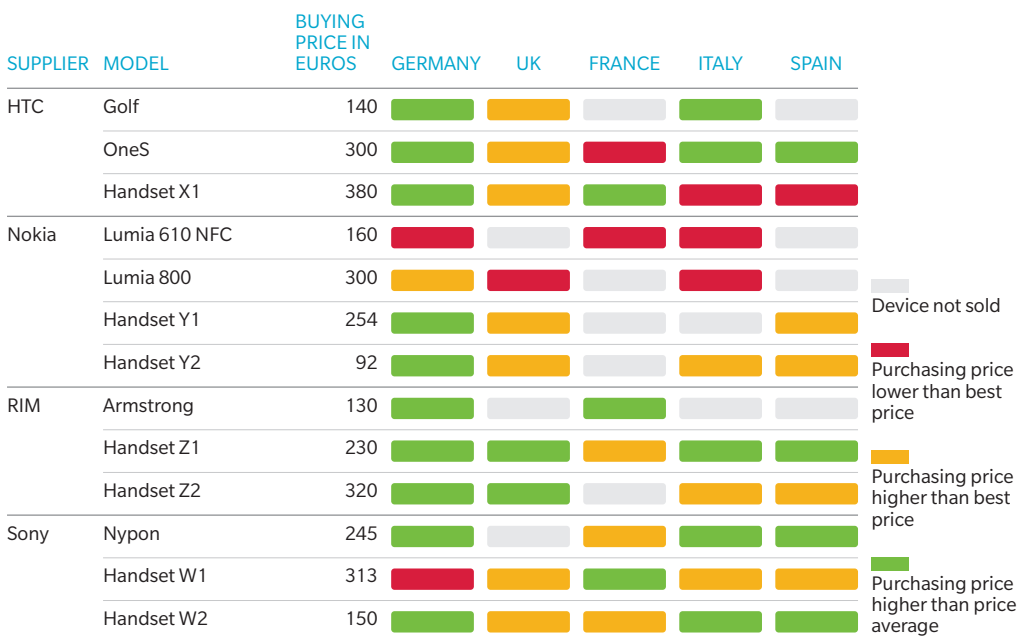 BUYING
PRICE IN
SUPPLIER MODEL EUROS GERMANY UK FRANCE ITALY SPAIN
HTC Golf 140
OneS 300
Handset X1 380
Nokia Lumia 610 NFC 160
Lumia 800 300
Handset Y1 254
Handset Y2 92
RIM Armstrong 130
Handset Z1 230
Handset Z2 320
Sony Nypon 245
Handset W1 313
Handset W2 150
Device not sold
Purchasing price
lower than best
price
Purchasing price
higher than best
price
Purchasing price
higher than price
average